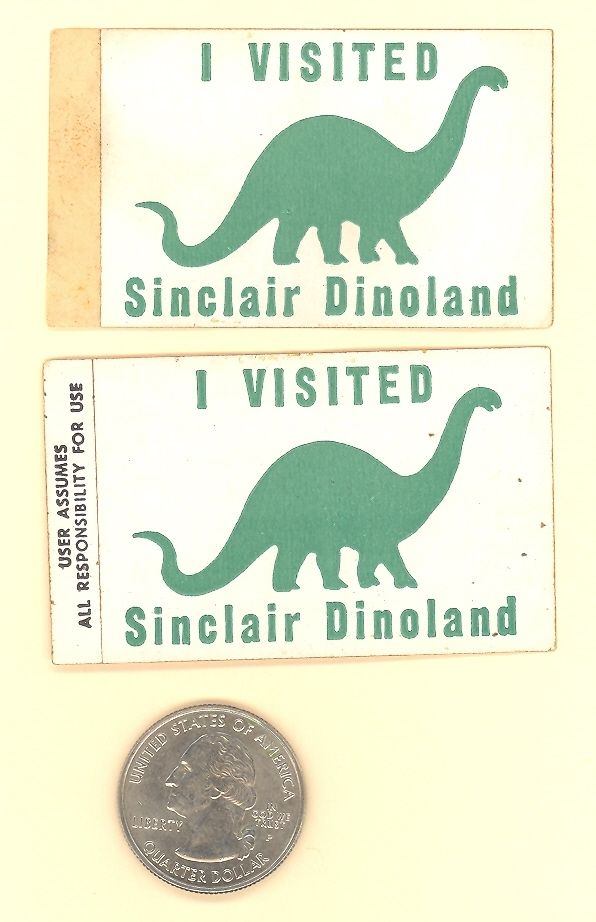 I VISITED
Sinclair Dinoland
USER ASSUMES
ALL RESPONSIBILITY FOR USE
I VISITED
Sinclair Dinoland
UNITED STATES OF AMERICA
LIBERTY
IN
GOD WE
TRUST
P
QUARTER DOLLAR